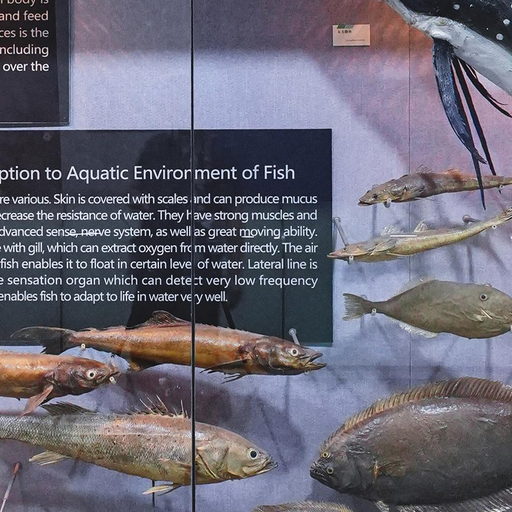 and feed
ces is the
including
over the
ption to Aquatic Environment of Fish
re various. Skin is covered with scales and can produce mucus
ecrease the resistance of water. They have strong muscles and
dvanced sense, nerve system, as well as great moving ability.
with gill, which can extract oxygen from water directly. The air
fish enables it to float in certain level of water. Lateral line is
e sensation organ which can detect very low frequency
enables fish to adapt to life in water very well.